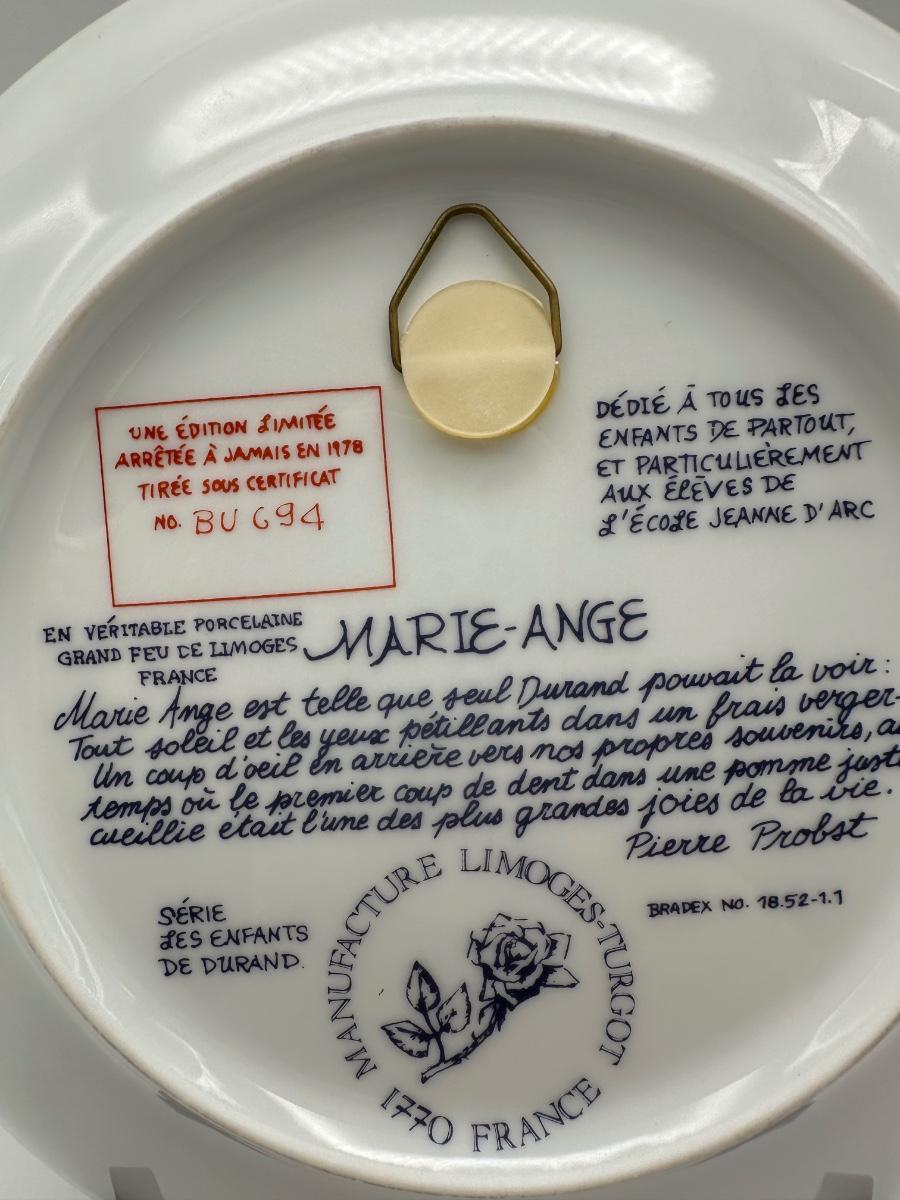 UNE ÉDITION LIMITÉE
ARRÊTÉE À JAMAIS EN 1978
TIRÉE SOUS CERTIFICAT
NO. BU 694
DÉDIÉ À TOUS LES
ENFANTS DE PARTOUT,
ET PARTICULIÈREMENT
AUX ÉLÈVES DE
L'ÉCOLE JEANNE D'ARC
EN VÉRITABLE PORCELAINE
GRAND FEU DE LIMOGES
FRANCE
MARIE-ANGE
Marie Ange est telle que seul Durand pouvait la voir:
Tout soleil et les yeux pétillants dans un frais verger-
Un coup d'oeil en arrière vers nos propres souvenirs,
temps où le premier coup de dent dans une pomme
cueillie était l'une des plus grandes joies de la vie.
Pierre Probst
SÉRIE
LES ENFANTS
DE DURAND.
BRADEX NO. 18.52-1.1
MANUFACTURE LIMOGES-TURGOT
1770 FRANCE